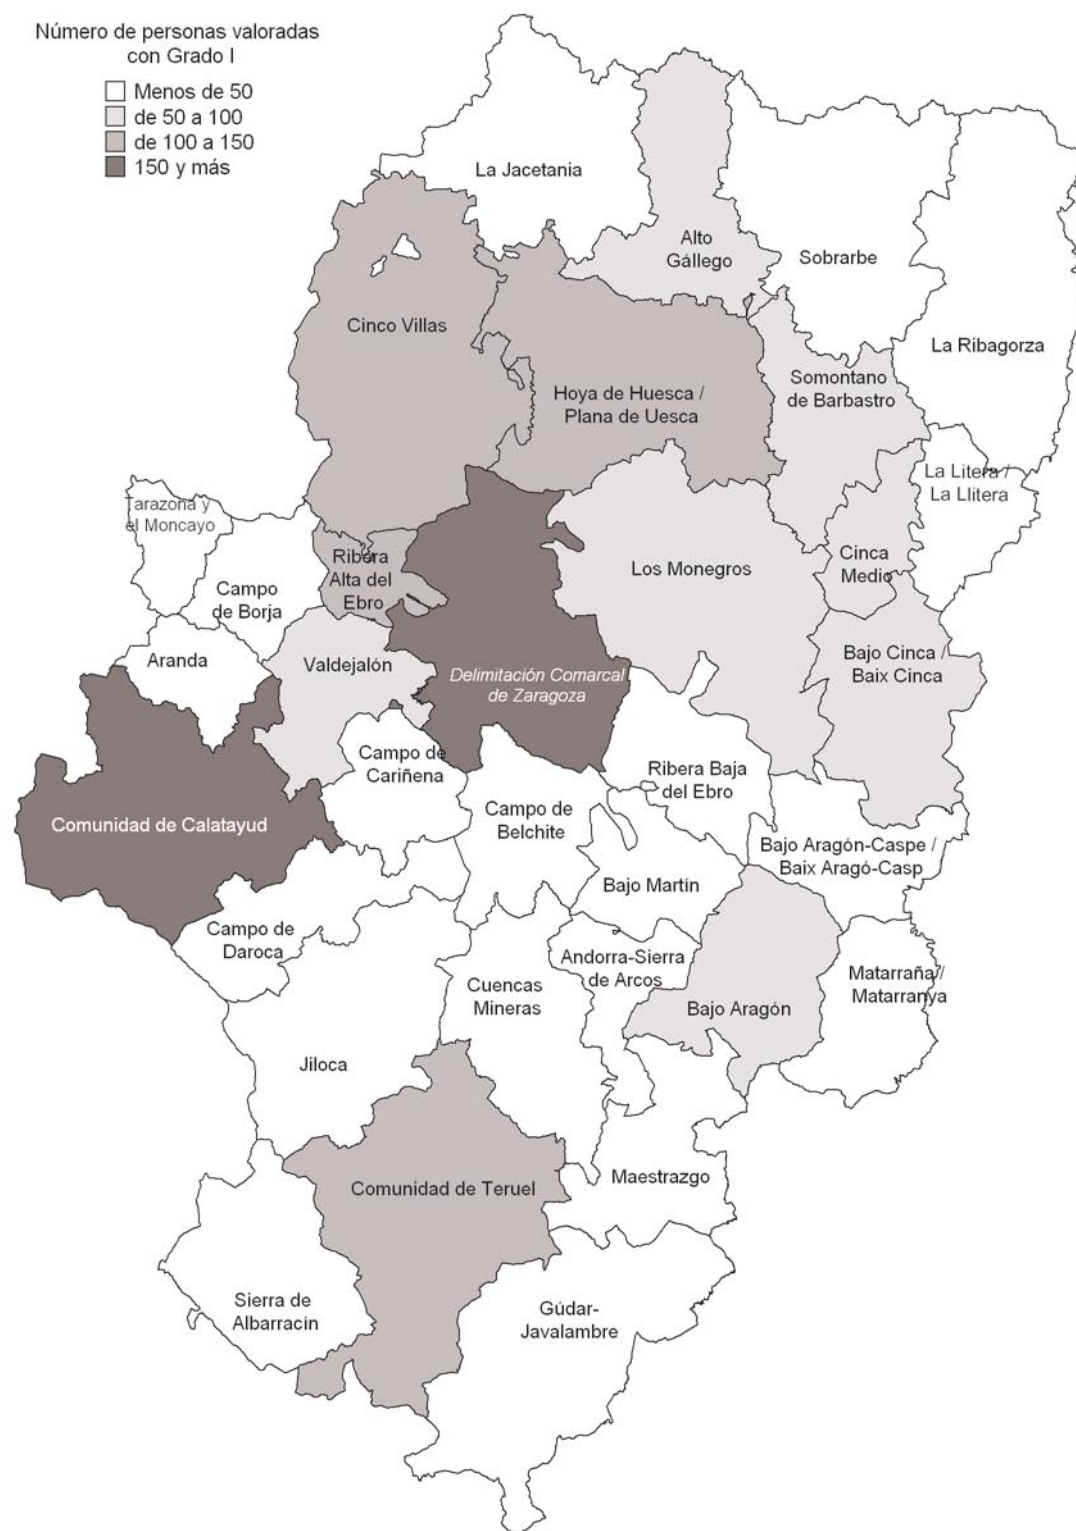 Número de personas valoradas
con Grado I
Menos de 50
de 50 a 100
de 100 a 150
150 y más
La Jacetania
Alto
Gállego
Sobrarbe
Cinco Villas
La Ribagorza
Hoya de Huesca /
Plana de Uesca
Somontano
de Barbastro
La Litera /
La Llitera
Tarazona y
el Moncayo
Ribera
Alta del
Ebro
Cinca
Medio
Los Monegros
Campo
de Borja
Aranda
Valdejalón
Delimitación Comarcal
de Zaragoza
Bajo Cinca /
Baix Cinca
Campo de
Cariñena
Ribera Baja
del Ebro
Comunidad de Calatayud
Campo de
Belchite
Bajo Aragón-Caspe /
Baix Aragó-Casp
Bajo Martín
Campo de
Daroca
Andorra-Sierra
de Arcos
Cuencas
Mineras
Matarraña /
Matarranya
Bajo Aragón
Jiloca
Maestrazgo
Comunidad de Teruel
Sierra de
Albarracín
Gúdar-
Javalambre